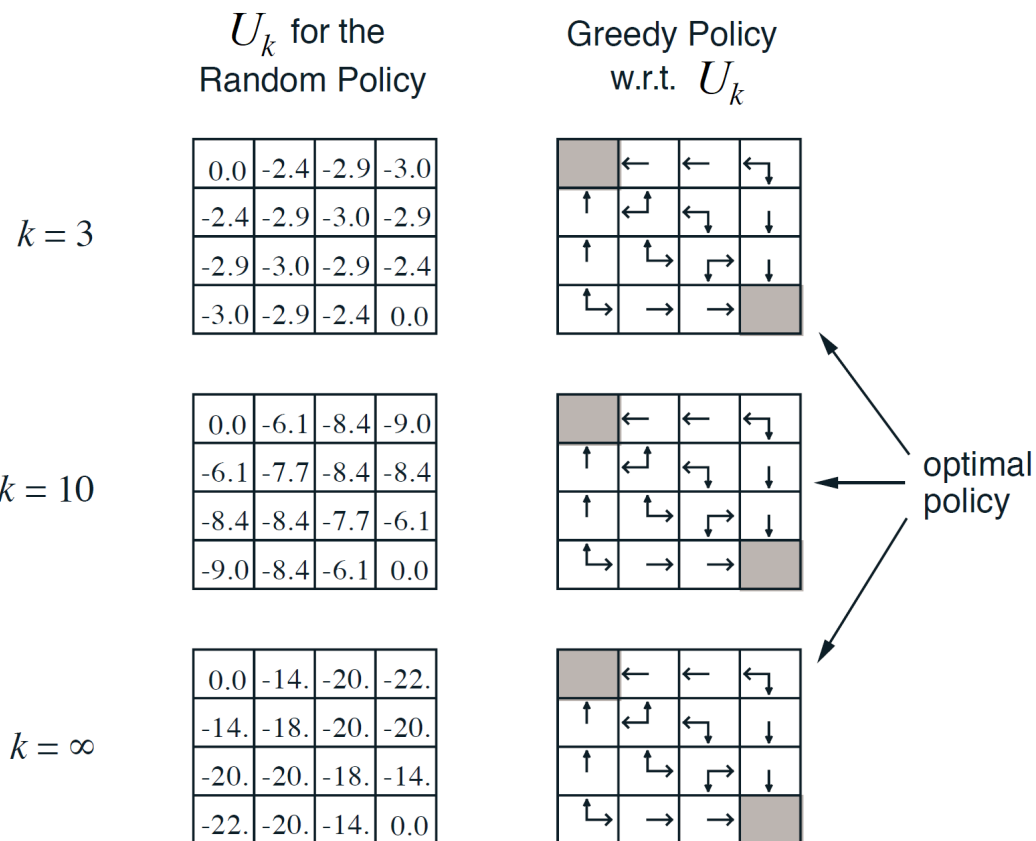 U_k for the
Random Policy
Greedy Policy
w.r.t. U_k
k = 3
0.0 -2.4 -2.9 -3.0
-2.4 -2.9 -3.0 -2.9
-2.9 -3.0 -2.9 -2.4
-3.0 -2.9 -2.4 0.0
k = 10
0.0 -6.1 -8.4 -9.0
-6.1 -7.7 -8.4 -8.4
-8.4 -8.4 -7.7 -6.1
-9.0 -8.4 -6.1 0.0
optimal
policy
k = ∞
0.0 -14. -20. -22.
-14. -18. -20. -20.
-20. -20. -18. -14.
-22. -20. -14. 0.0